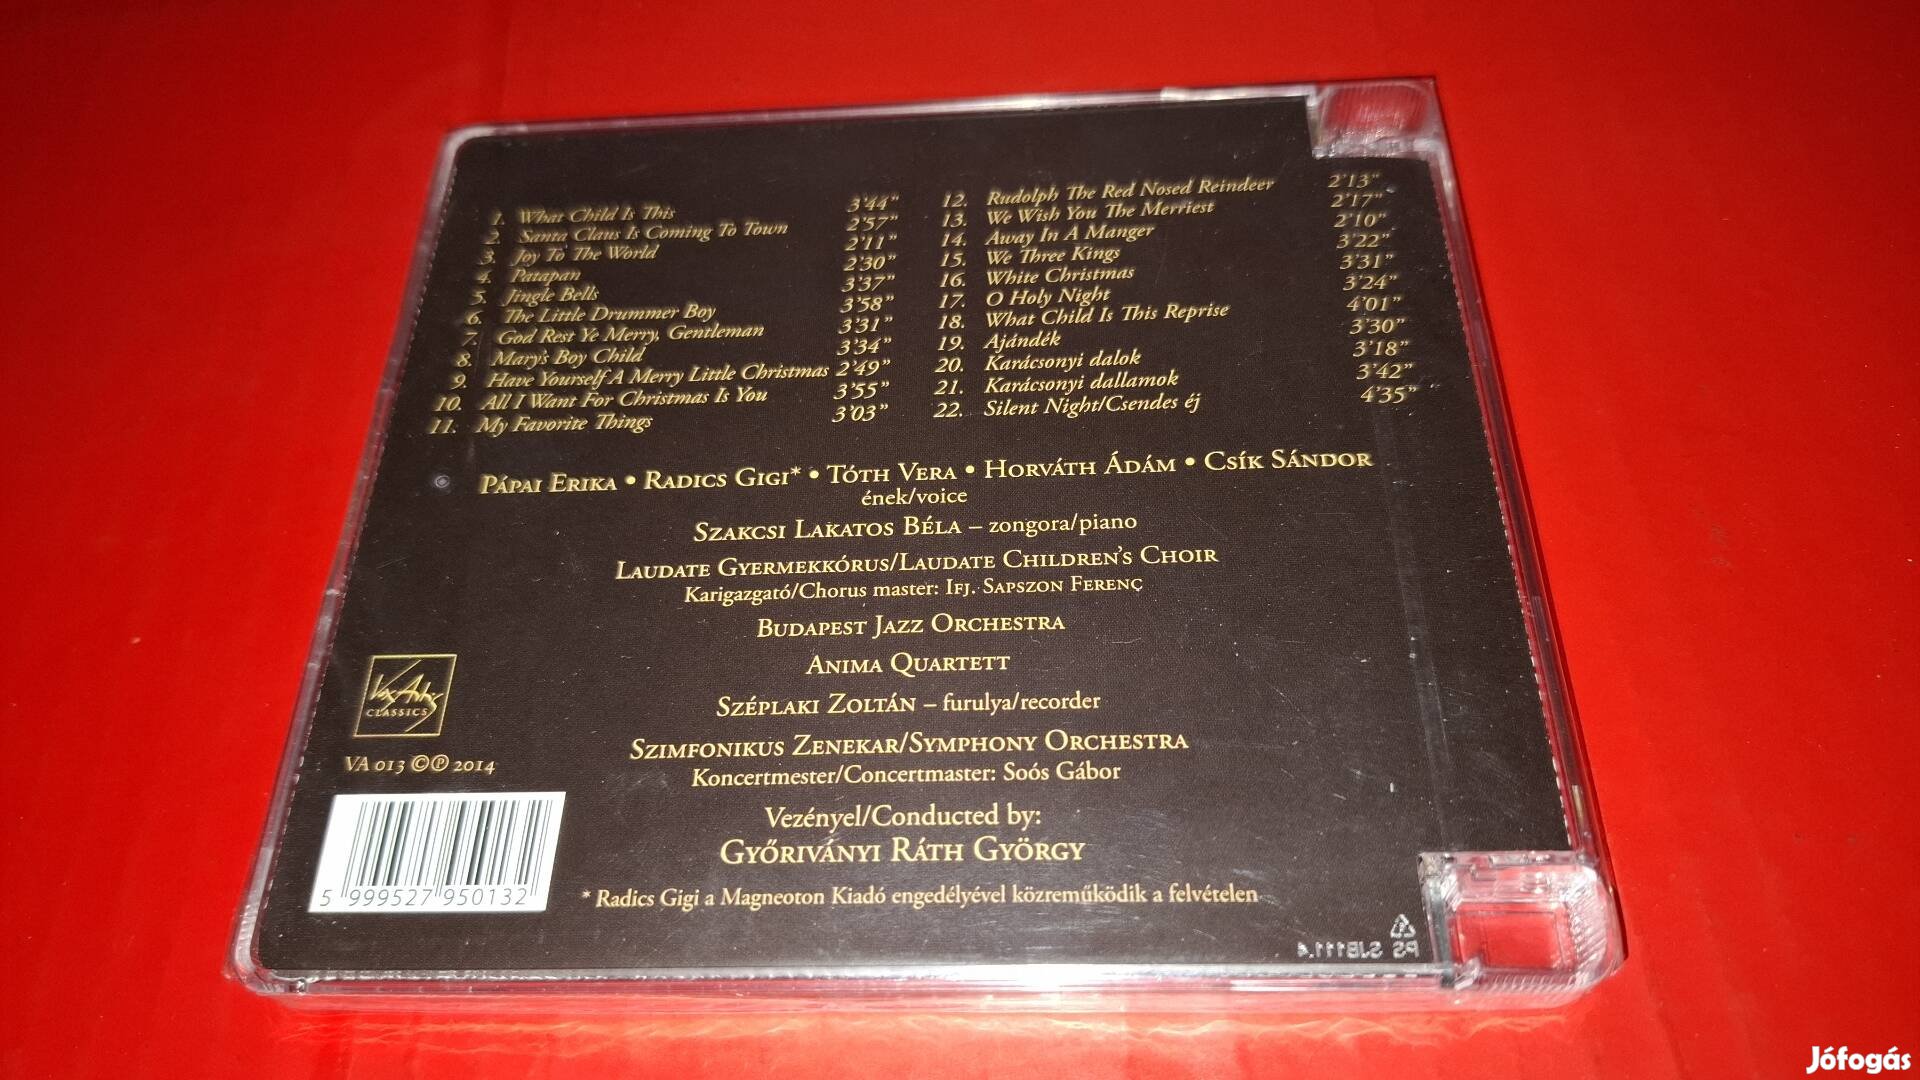 1. What Child Is This 3'44"
2. Santa Claus Is Coming To Town 2'57"
3. Joy To The World 2'11"
4. Patapan 2'30"
5. Jingle Bells 3'37"
6. The Little Drummer Boy 3'58"
7. God Rest Ye Merry, Gentleman 3'31"
8. Mary's Boy Child 3'34"
9. Have Yourself A Merry Little Christmas 2'49"
10. All I Want For Christmas Is You 3'55"
11. My Favorite Things 3'03"
12. Rudolph The Red Nosed Reindeer 2'13"
13. We Wish You The Merriest 2'17"
14. Away In A Manger 2'10"
15. We Three Kings 3'22"
16. White Christmas 3'31"
17. O Holy Night 3'24"
18. What Child Is This Reprise 4'01"
19. Ajándék 3'30"
20. Karácsonyi dalok 3'18"
21. Karácsonyi dallamok 3'42"
22. Silent Night/Csendes éj 4'35"
Pápai Erika • Radics Gigi* • Tóth Vera • Horváth Ádám • Csík Sándor
ének/voice
Szakcsi Lakatos Béla – zongora/piano
Laudate Gyermekkórus/Laudate Children's Choir
Karigazgató/Chorus master: Ifj. Sapszon Ferenc
Budapest Jazz Orchestra
Anima Quartett
Széplaki Zoltán – furulya/recorder
Szimfonikus Zenekar/Symphony Orchestra
Koncertmester/Concertmaster: Soós Gábor
Vezényel/Conducted by:
Győriványi Ráth György
* Radics Gigi a Magneoton Kiadó engedélyével közreműködik a felvételen
VoxArtis
CLASSICS
VA 013 ©℗ 2014
5 999527 950132
PS SJB111.4
Jófogás